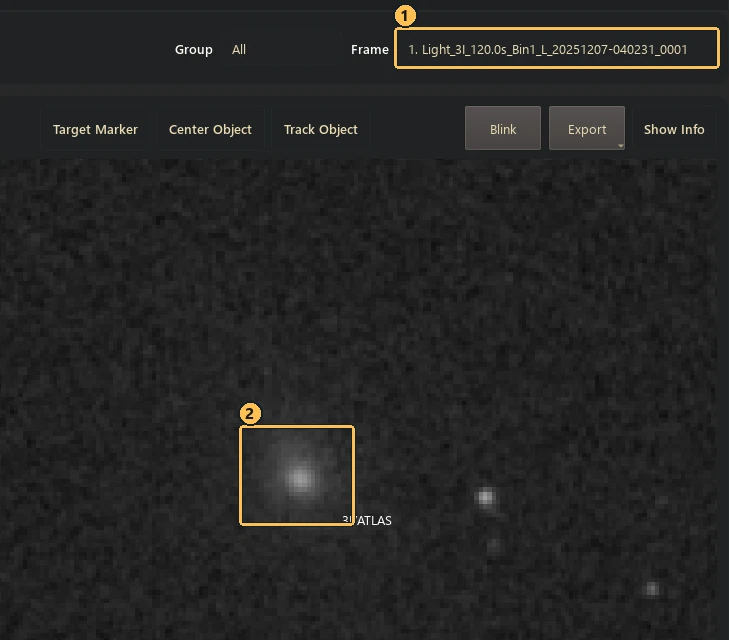 1
Group All Frame 1. Light_3I_120.0s_Bin1_L_20251207-040231_0001
Target Marker Center Object Track Object Blink Export Show Info
2
3I/ATLAS